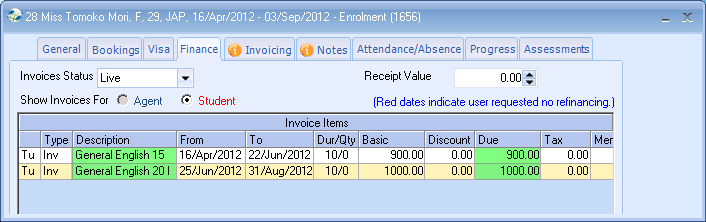 28 Miss Tomoko Mori, F, 29, JAP, 16/Apr/2012 - 03/Sep/2012 - Enrolment (1656)
General Bookings Visa Finance Invoicing Notes Attendance/Absence Progress Assessments
Invoices Status Live Receipt Value 0.00
Show Invoices For Agent Student (Red dates indicate user requested no refinancing.)
Invoice Items
Type Description From To Dur/Qty Basic Discount Due Tax Mer
Tu Inv General English 15 16/Apr/2012 22/Jun/2012 10/0 900.00 0.00 900.00 0.00
Tu Inv General English 20 I 25/Jun/2012 31/Aug/2012 10/0 1000.00 0.00 1000.00 0.00